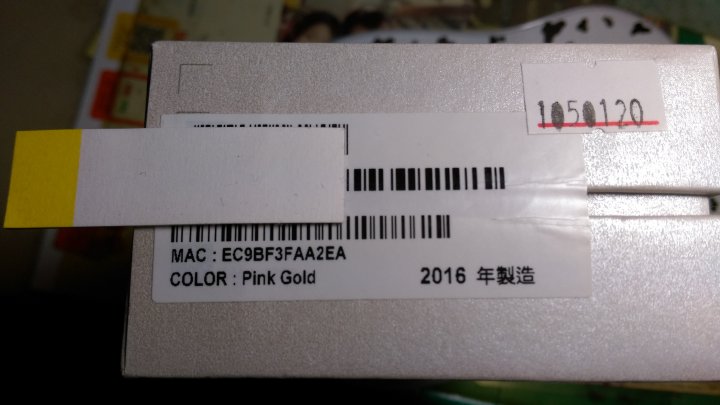 1050120
MAC : EC9BF3FAA2EA
COLOR : Pink Gold
2016 年製造